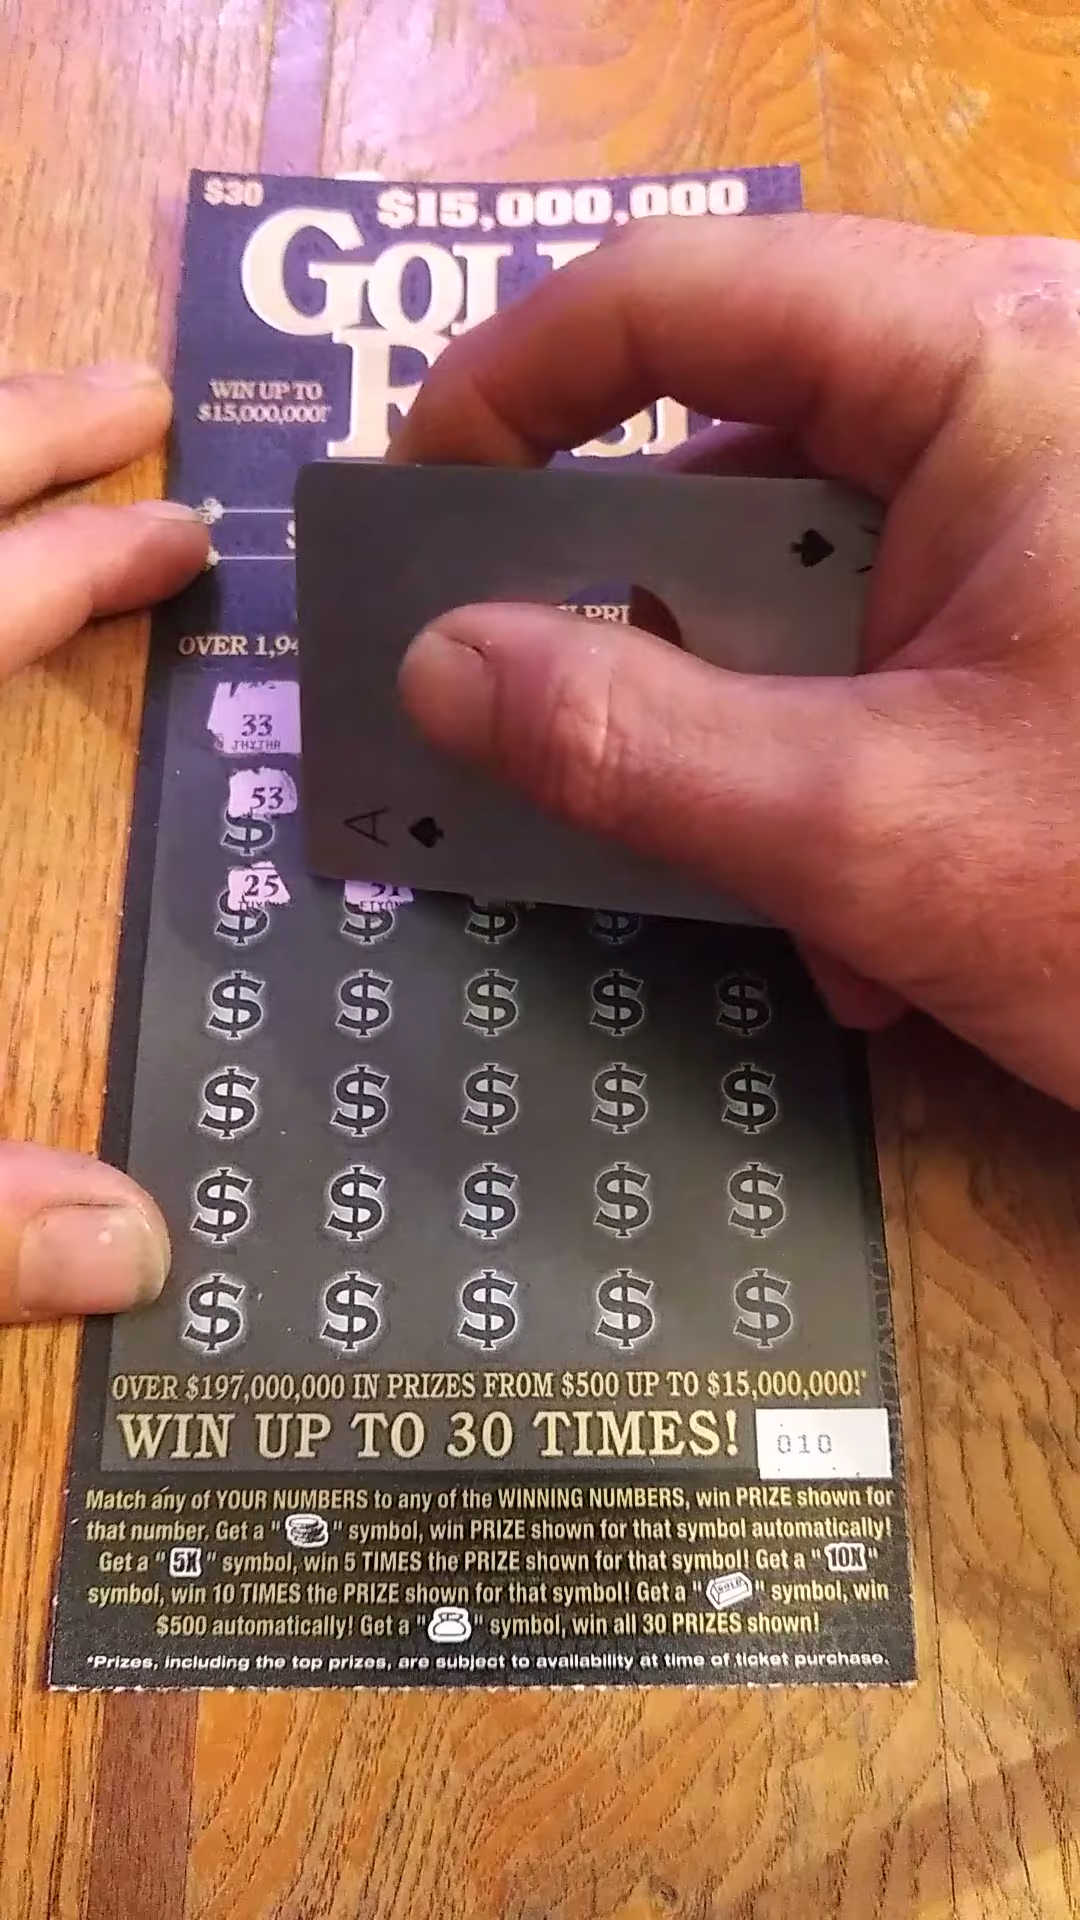 $30
$15,000,000
WIN UP TO
$15,000,000!*
OVER 1,94
33
53
25
51
A
OVER $197,000,000 IN PRIZES FROM $500 UP TO $15,000,000!*
WIN UP TO 30 TIMES!
010
Match any of YOUR NUMBERS to any of the WINNING NUMBERS, win PRIZE shown for
that number. Get a " " symbol, win PRIZE shown for that symbol automatically!
Get a " 5X " symbol, win 5 TIMES the PRIZE shown for that symbol! Get a " 10X "
symbol, win 10 TIMES the PRIZE shown for that symbol! Get a " GOLD " symbol, win
$500 automatically! Get a " " symbol, win all 30 PRIZES shown!
*Prizes, including the top prizes, are subject to availability at time of ticket purchase.